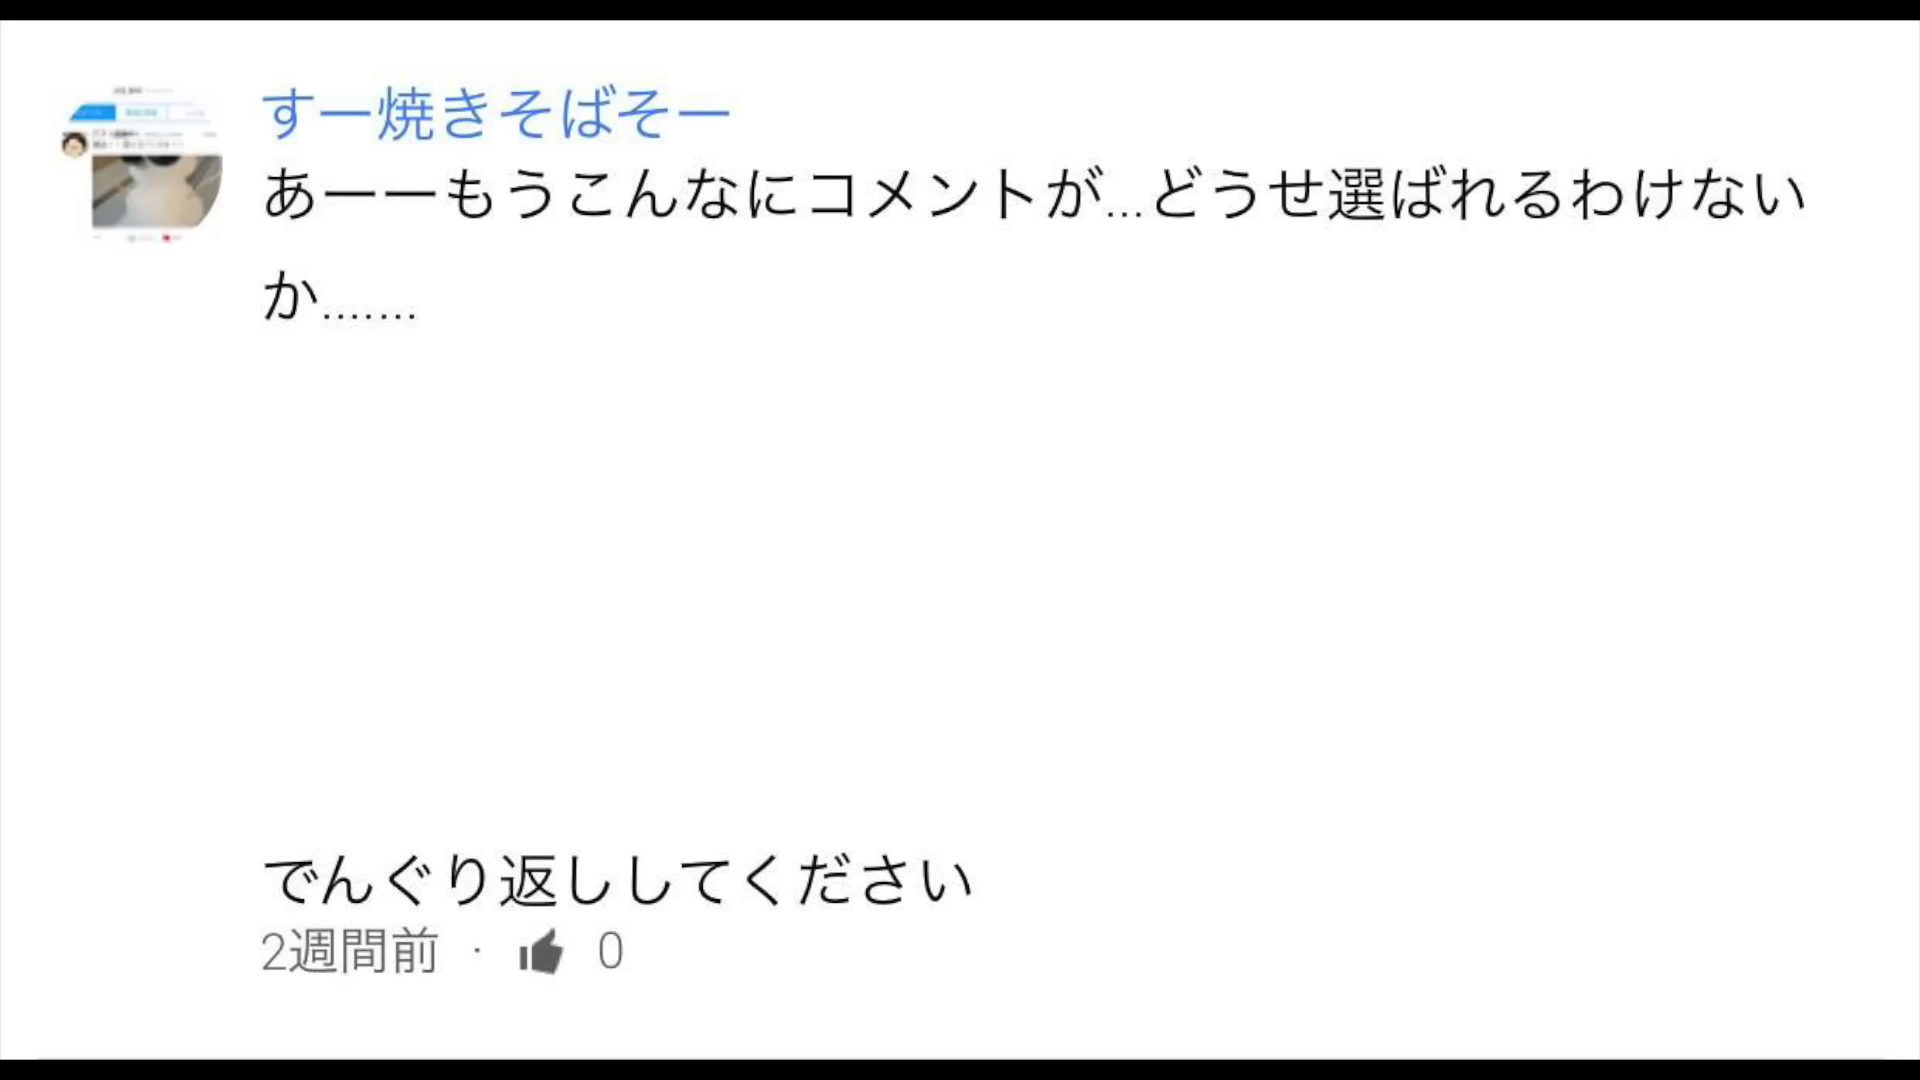 すー焼きそばそー
あーーもうこんなにコメントが...どうせ選ばれるわけない
か.......
でんぐり返ししてください
2週間前 · 0